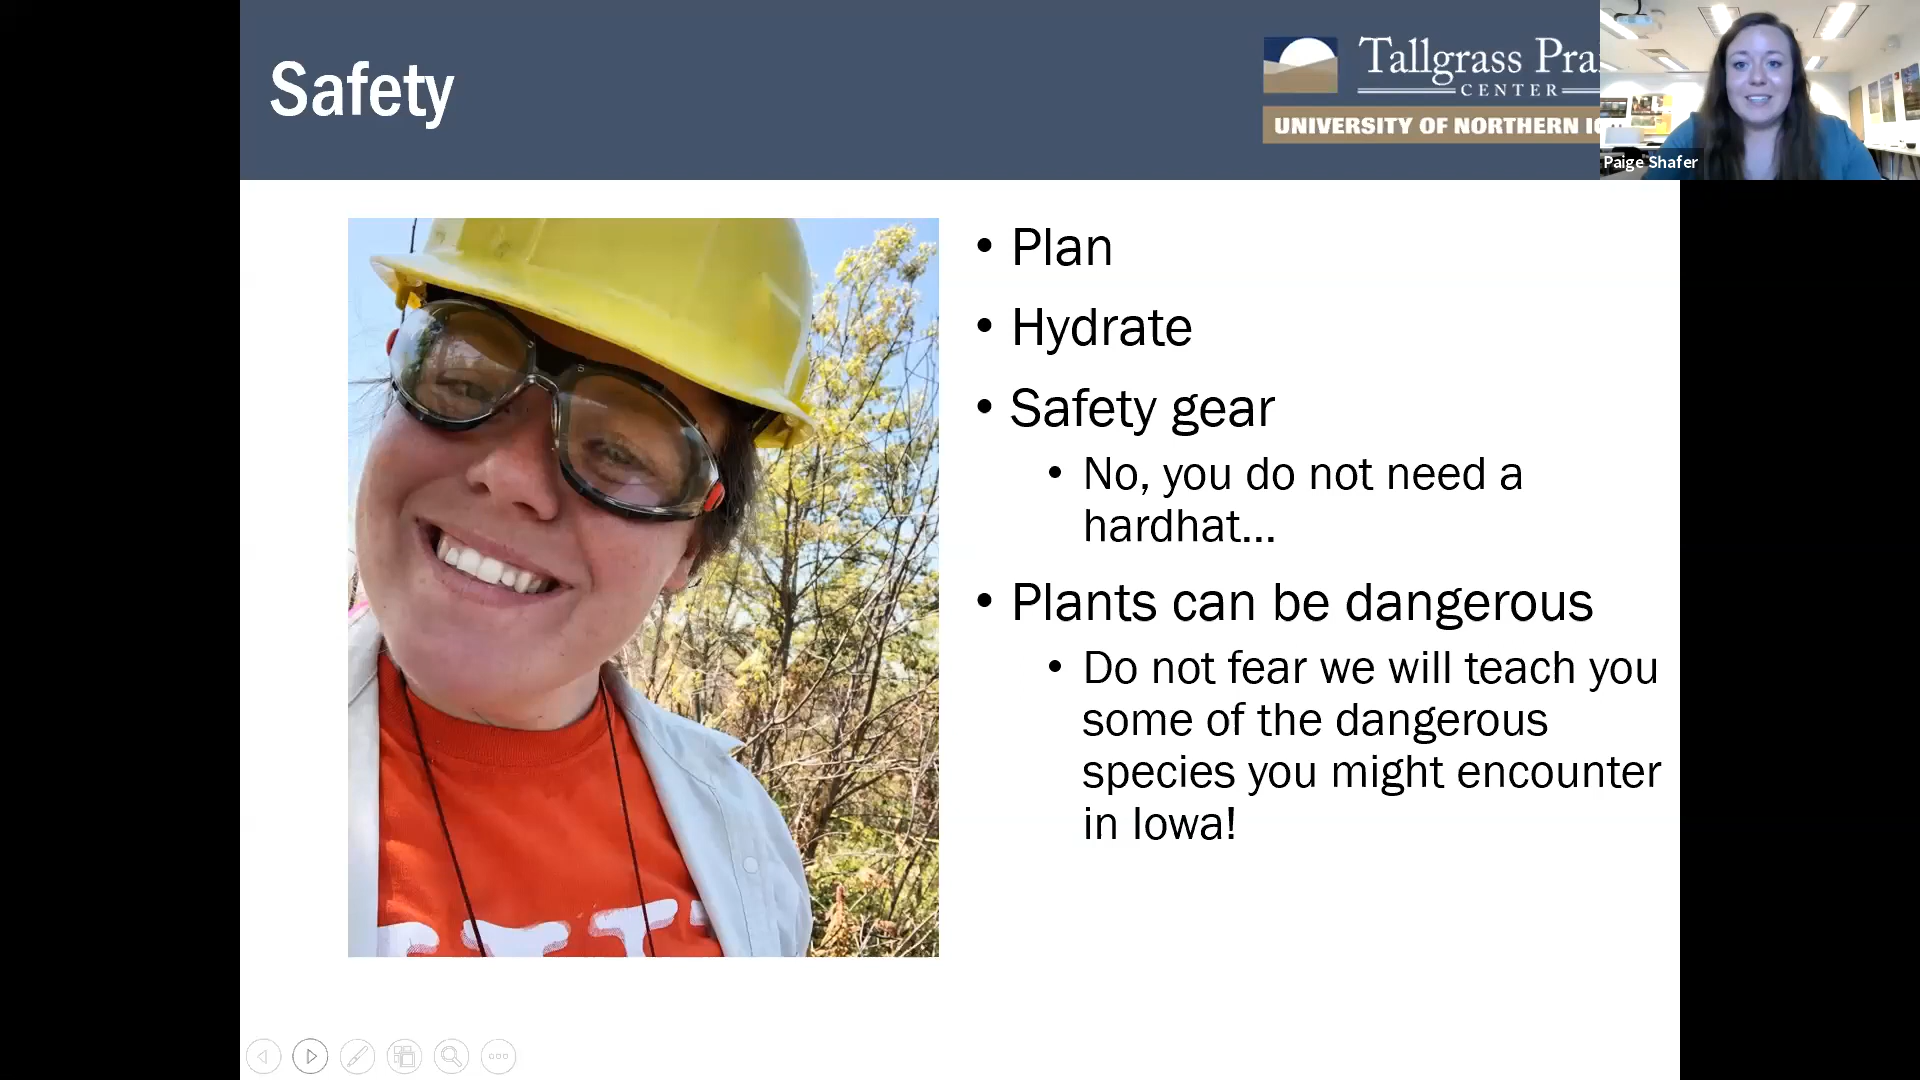 Safety
Tallgrass Pra
CENTER
UNIVERSITY OF NORTHERN
Paige Shafer
• Plan
• Hydrate
• Safety gear
• No, you do not need a
hardhat...
• Plants can be dangerous
• Do not fear we will teach you
some of the dangerous
species you might encounter
in Iowa!